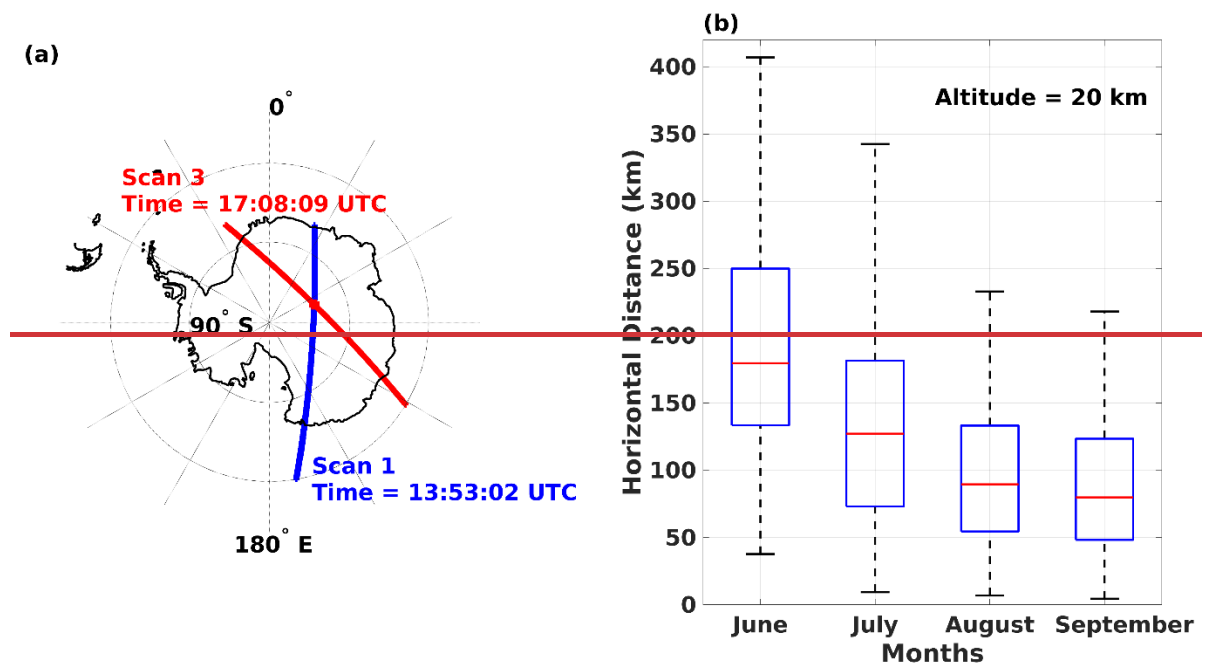 (a)
0°
Scan 3
Time = 17:08:09 UTC
90° S
Scan 1
Time = 13:53:02 UTC
180° E
(b)
Altitude = 20 km
Horizontal Distance (km)
400
350
300
250
200
150
100
50
0
June July August September
Months